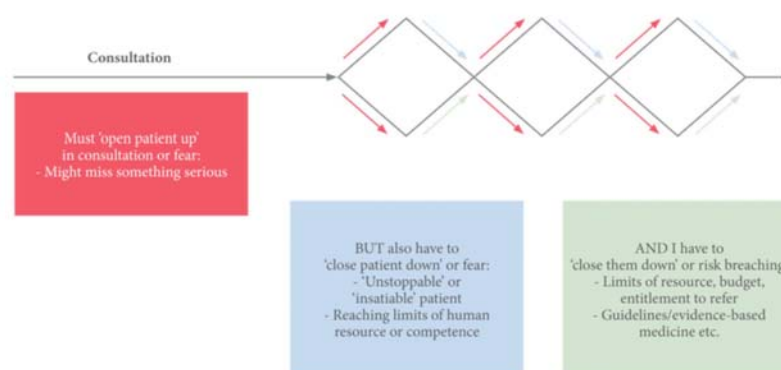 Consultation
Must 'open patient up'
in consultation or fear:
- Might miss something serious
BUT also have to
'close patient down' or fear:
- 'Unstoppable' or
'insatiable' patient
- Reaching limits of human
resource or competence
AND I have to
'close them down' or risk breaching
- Limits of resource, budget,
entitlement to refer
- Guidelines/evidence-based
medicine etc.